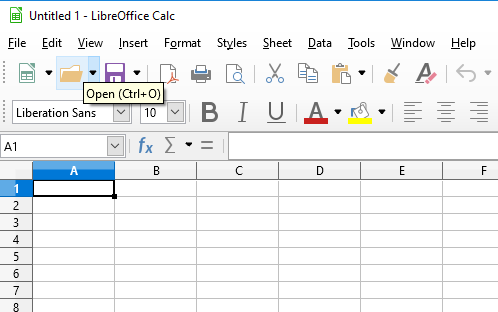 Untitled 1 - LibreOffice Calc
File Edit View Insert Format Styles Sheet Data Tools Window Help
Open (Ctrl+O)
Liberation Sans 10 B I U A
A1 fx Σ =
A B C D E F
1
2
3
4
5
6
7
8